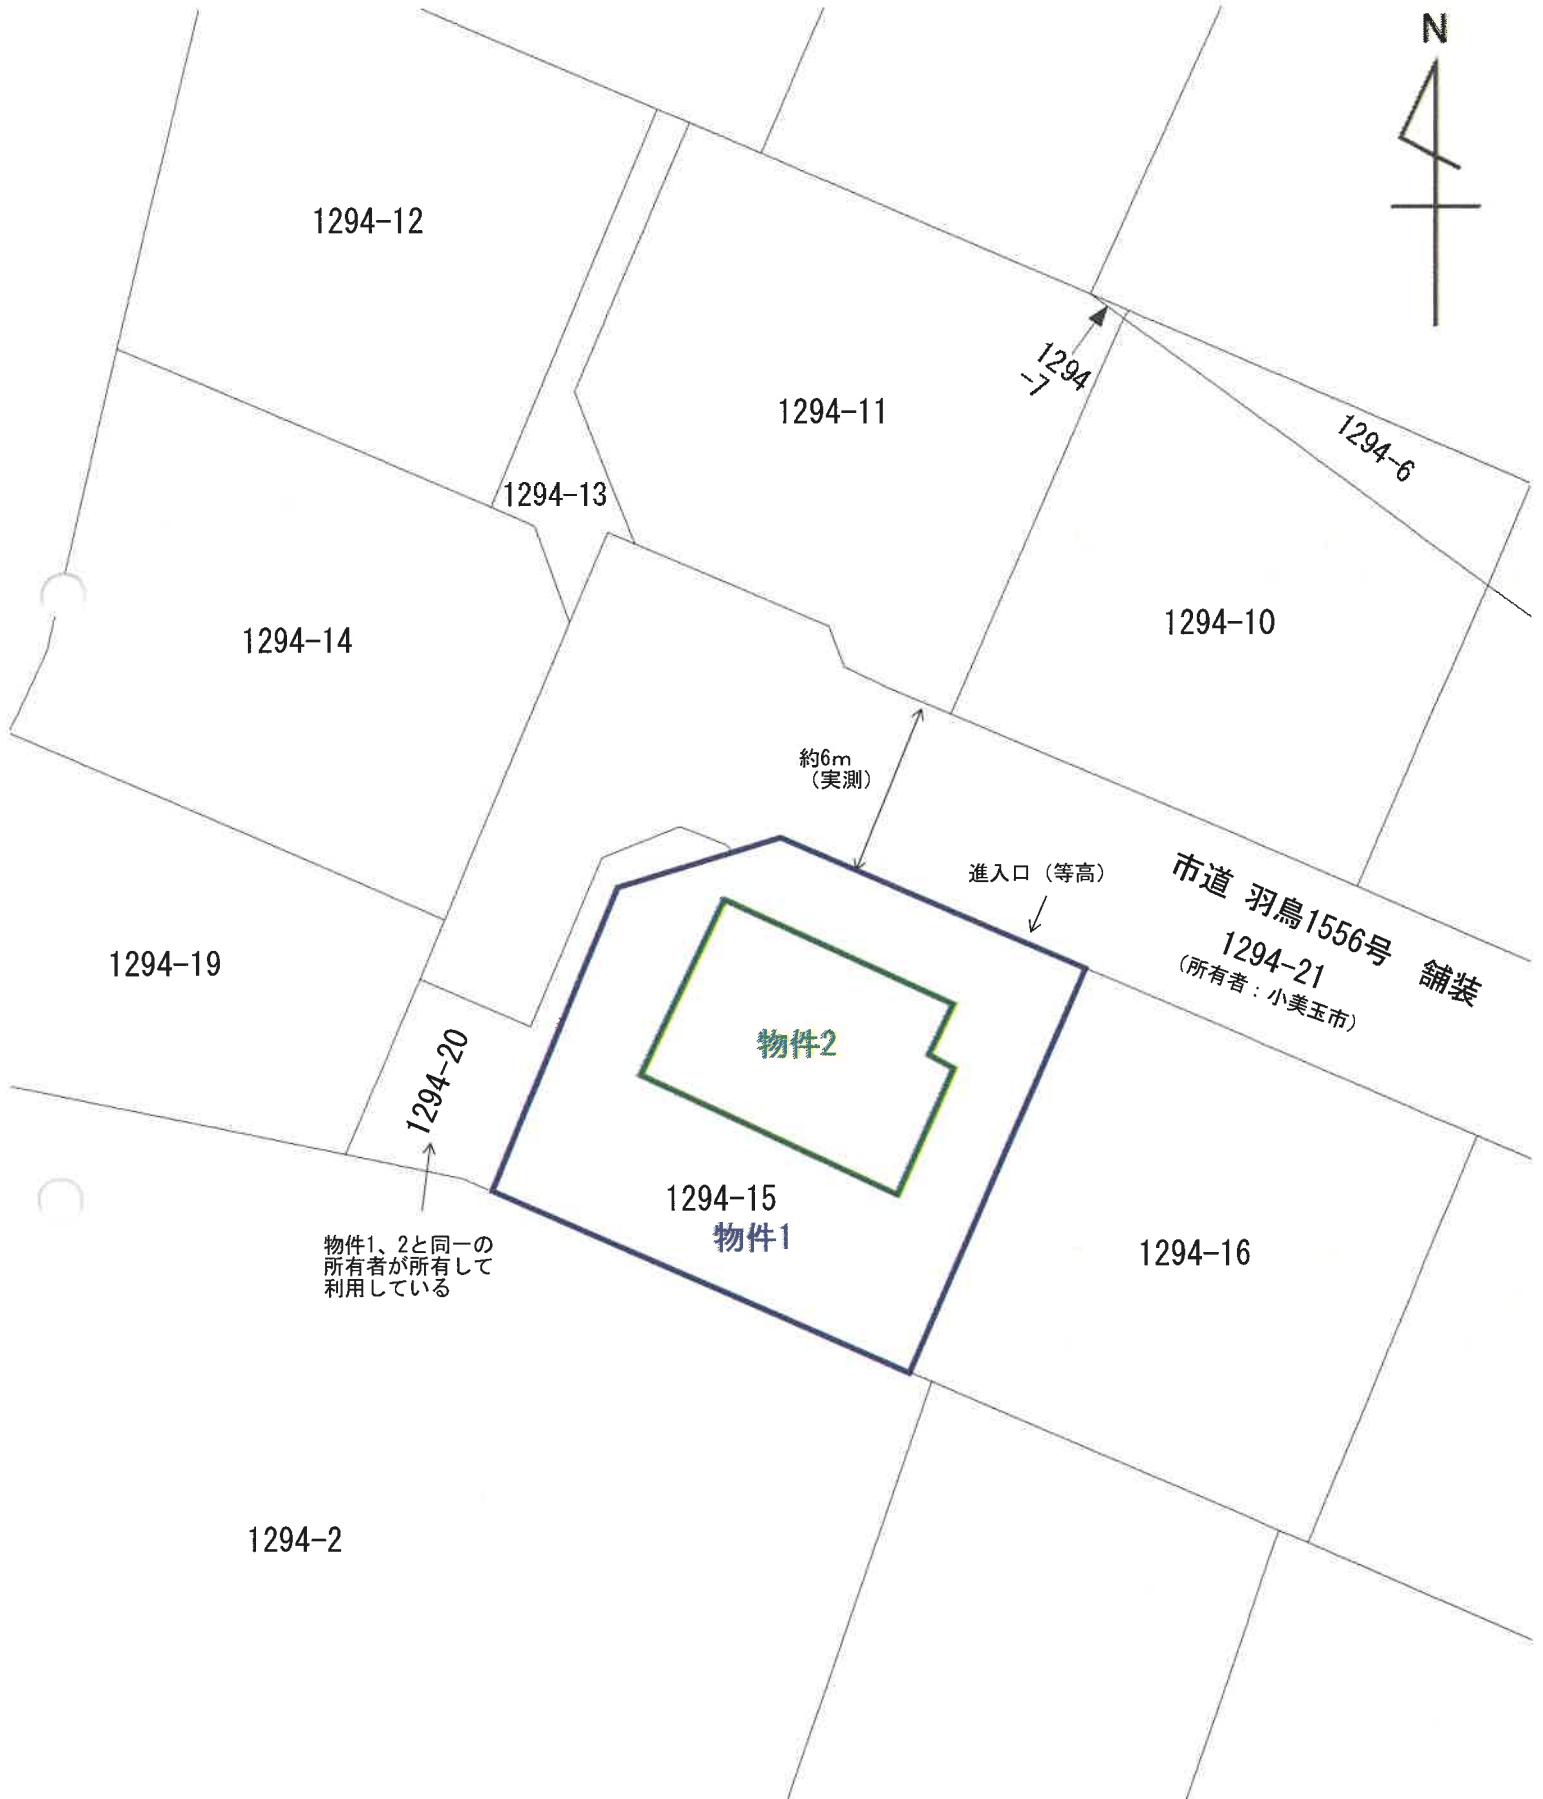 N
1294-12
1294
-7
1294-11
1294-6
1294-13
1294-10
1294-14
約6m
（実測）
進入口（等高）
市道 羽鳥1556号 舗装
1294-21
（所有者：小美玉市）
1294-19
物件2
1294-20
1294-15
物件1
物件1、2と同一の
所有者が所有して
利用している
1294-16
1294-2